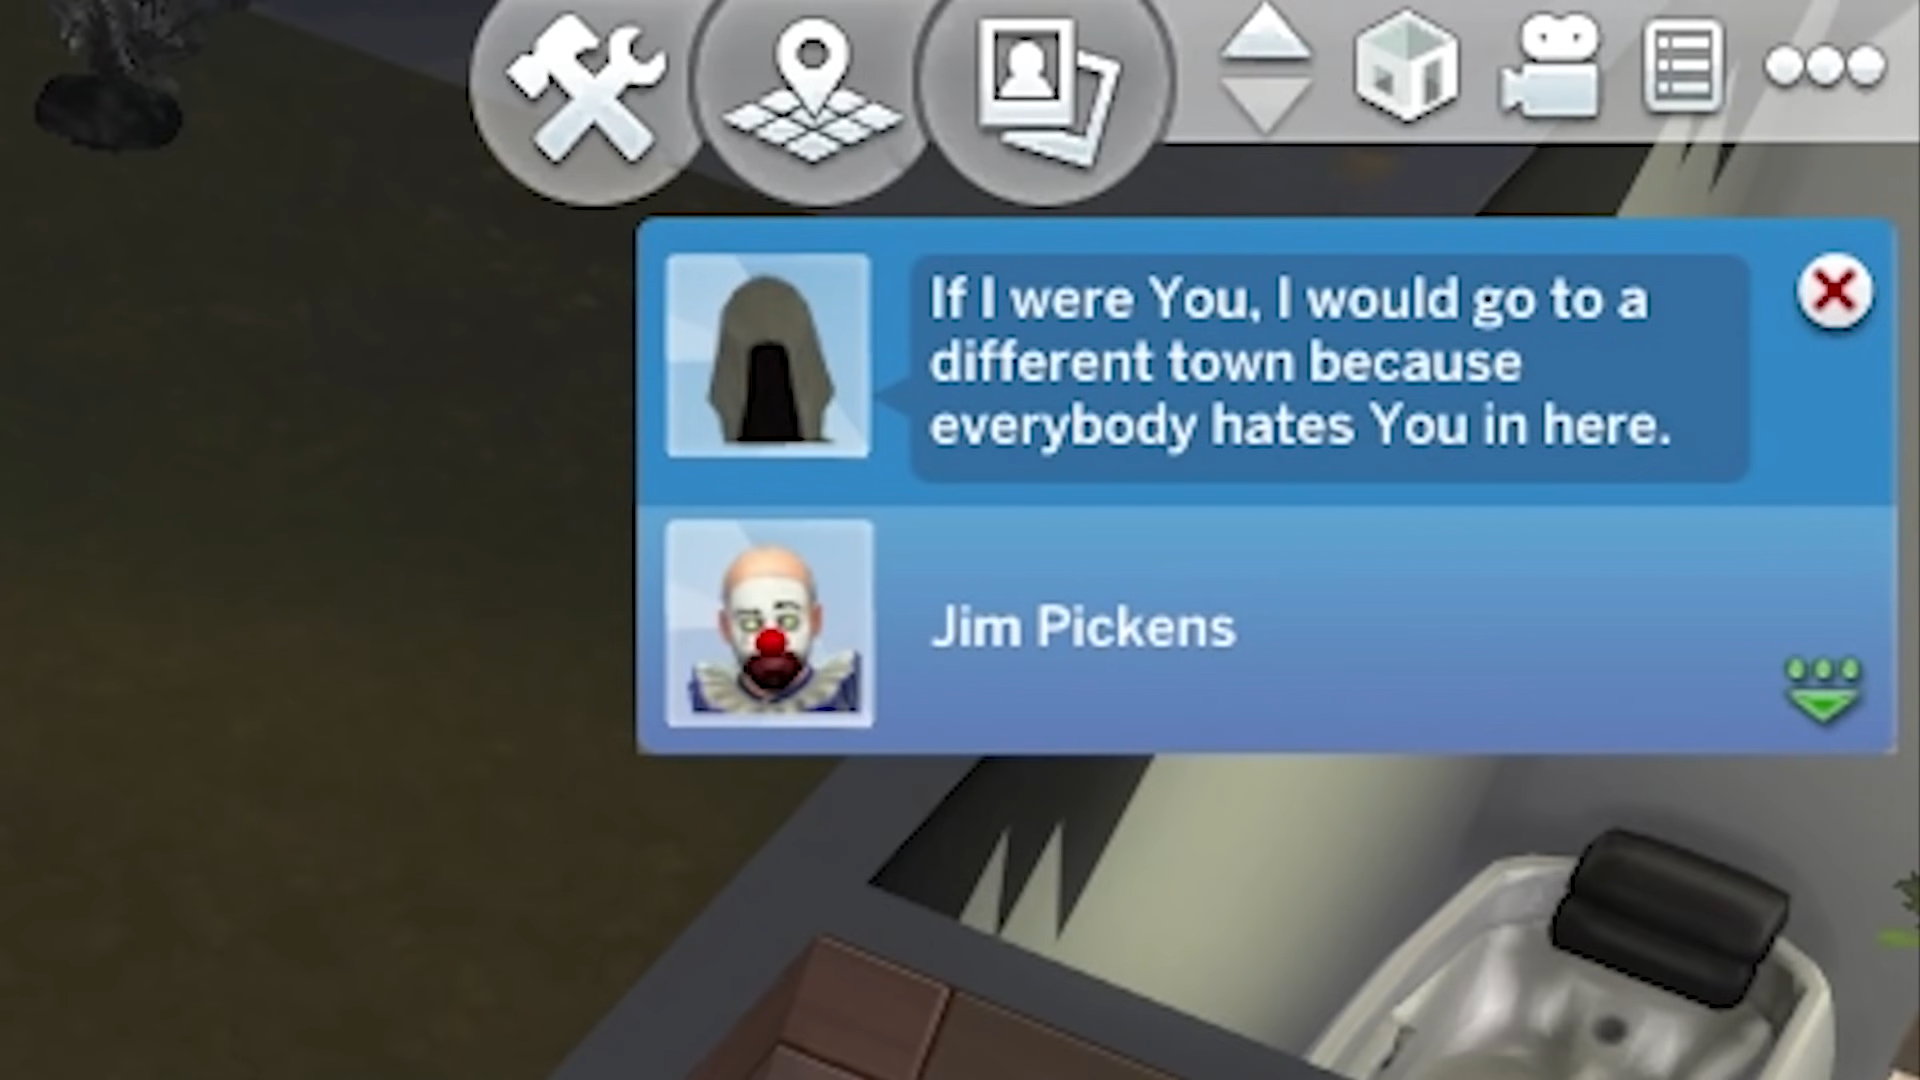 If I were You, I would go to a
different town because
everybody hates You in here.
Jim Pickens